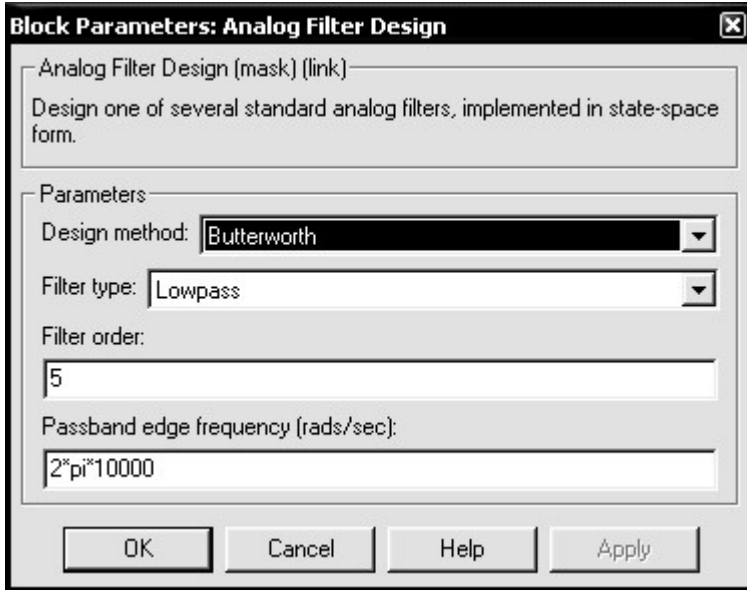 Block Parameters: Analog Filter Design
Analog Filter Design (mask) (link)
Design one of several standard analog filters, implemented in state-space
form.
Parameters
Design method: Butterworth
Filter type: Lowpass
Filter order:
5
Passband edge frequency (rads/sec):
2*pi*10000
OK Cancel Help Apply